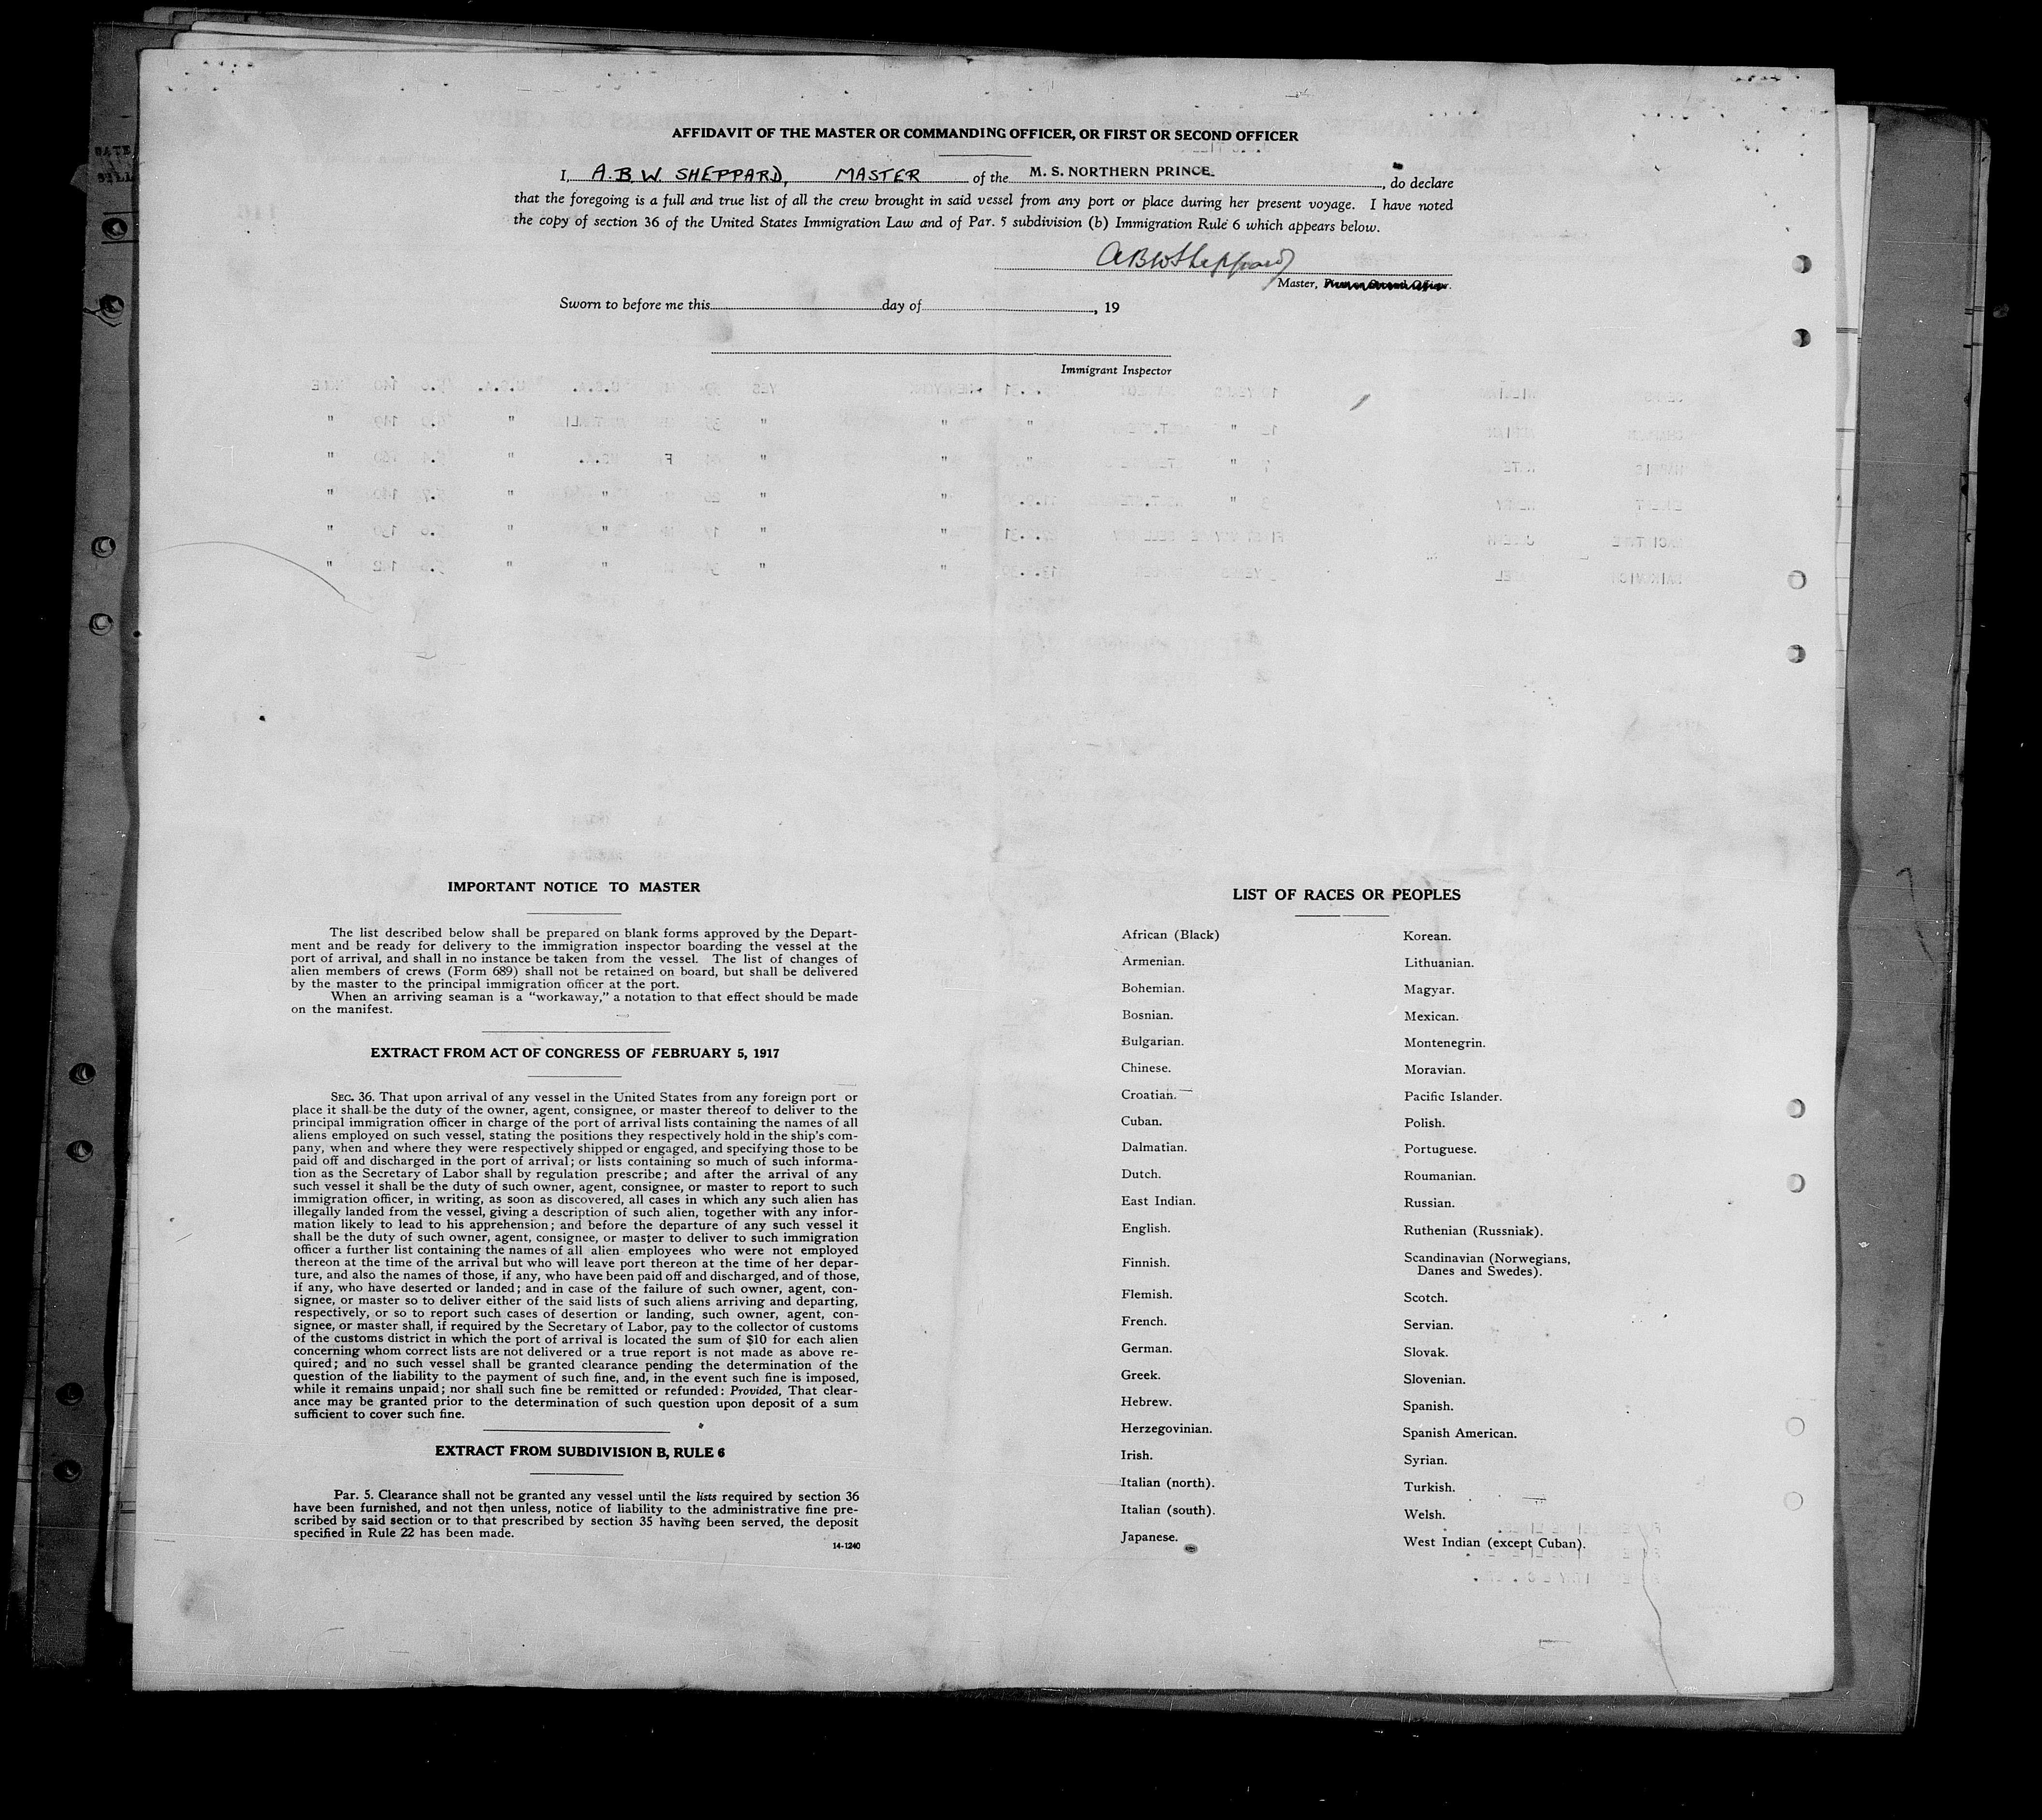 AFFIDAVIT OF THE MASTER OR COMMANDING OFFICER, OR FIRST OR SECOND OFFICER
I, A.B.W. SHEPPARD, MASTER of the M. S. NORTHERN PRINCE, do declare
that the foregoing is a full and true list of all the crew brought in said vessel from any port or place during her present voyage. I have noted
the copy of section 36 of the United States Immigration Law and of Par. 5 subdivision (b) Immigration Rule 6 which appears below.
ABWSheppard
Master,
Sworn to before me this day of , 19
Immigrant Inspector
IMPORTANT NOTICE TO MASTER
The list described below shall be prepared on blank forms approved by the Depart-
ment and be ready for delivery to the immigration inspector boarding the vessel at the
port of arrival, and shall in no instance be taken from the vessel. The list of changes of
alien members of crews (Form 689) shall not be retained on board, but shall be delivered
by the master to the principal immigration officer at the port.
When an arriving seaman is a "workaway," a notation to that effect should be made
on the manifest.
EXTRACT FROM ACT OF CONGRESS OF FEBRUARY 5, 1917
SEC. 36. That upon arrival of any vessel in the United States from any foreign port or
place it shall be the duty of the owner, agent, consignee, or master thereof to deliver to the
principal immigration officer in charge of the port of arrival lists containing the names of all
aliens employed on such vessel, stating the positions they respectively hold in the ship's com-
pany, when and where they were respectively shipped or engaged, and specifying those to be
paid off and discharged in the port of arrival; or lists containing so much of such informa-
tion as the Secretary of Labor shall by regulation prescribe; and after the arrival of any
such vessel it shall be the duty of such owner, agent, consignee, or master to report to such
immigration officer, in writing, as soon as discovered, all cases in which any such alien has
illegally landed from the vessel, giving a description of such alien, together with any infor-
mation likely to lead to his apprehension; and before the departure of any such vessel it
shall be the duty of such owner, agent, consignee, or master to deliver to such immigration
officer a further list containing the names of all alien employees who were not employed
thereon at the time of the arrival but who will leave port thereon at the time of her depar-
ture, and also the names of those, if any, who have been paid off and discharged, and of those,
if any, who have deserted or landed; and in case of the failure of such owner, agent, con-
signee, or master so to deliver either of the said lists of such aliens arriving and departing,
respectively, or so to report such cases of desertion or landing, such owner, agent, con-
signee, or master shall, if required by the Secretary of Labor, pay to the collector of customs
of the customs district in which the port of arrival is located the sum of $10 for each alien
concerning whom correct lists are not delivered or a true report is not made as above re-
quired; and no such vessel shall be granted clearance pending the determination of the
question of the liability to the payment of such fine, and, in the event such fine is imposed,
while it remains unpaid; nor shall such fine be remitted or refunded: Provided, That clear-
ance may be granted prior to the determination of such question upon deposit of a sum
sufficient to cover such fine.
EXTRACT FROM SUBDIVISION B, RULE 6
Par. 5. Clearance shall not be granted any vessel until the lists required by section 36
have been furnished, and not then unless, notice of liability to the administrative fine pre-
scribed by said section or to that prescribed by section 35 having been served, the deposit
specified in Rule 22 has been made.
14-1240
LIST OF RACES OR PEOPLES
African (Black)
Armenian.
Bohemian.
Bosnian.
Bulgarian.
Chinese.
Croatian.
Cuban.
Dalmatian.
Dutch.
East Indian.
English.
Finnish.
Flemish.
French.
German.
Greek.
Hebrew.
Herzegovinian.
Irish.
Italian (north).
Italian (south).
Japanese.
Korean.
Lithuanian.
Magyar.
Mexican.
Montenegrin.
Moravian.
Pacific Islander.
Polish.
Portuguese.
Roumanian.
Russian.
Ruthenian (Russniak).
Scandinavian (Norwegians,
Danes and Swedes).
Scotch.
Servian.
Slovak.
Slovenian.
Spanish.
Spanish American.
Syrian.
Turkish.
Welsh.
West Indian (except Cuban).